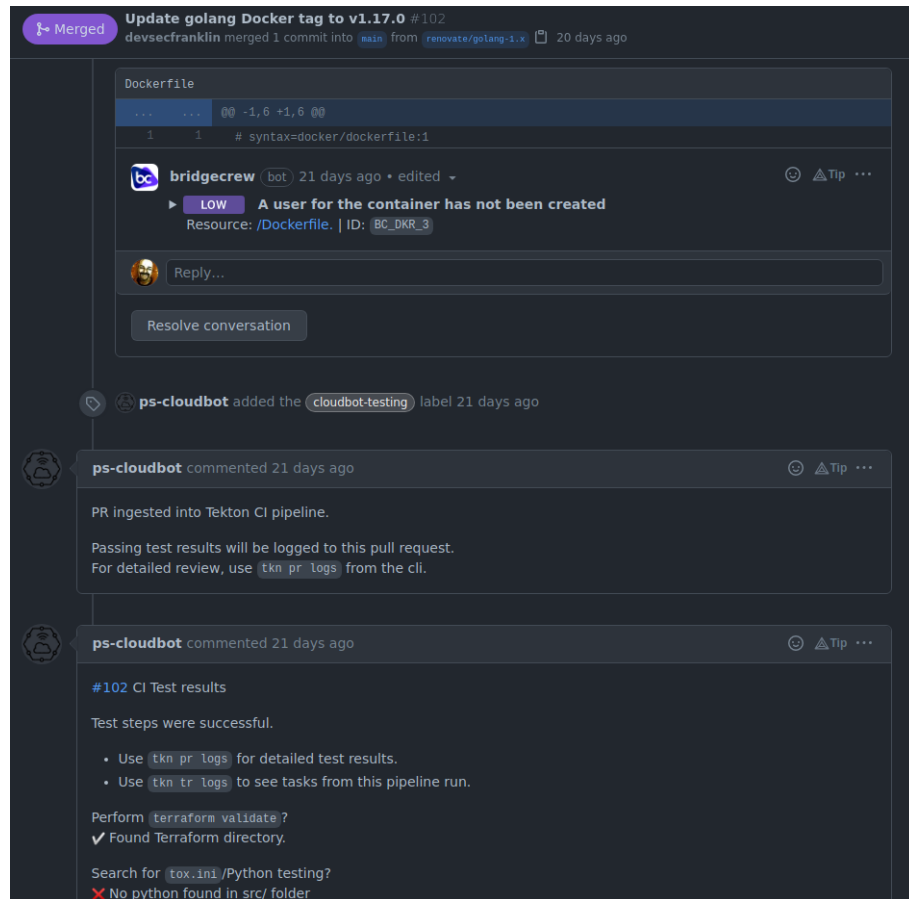 Merged
Update golang Docker tag to v1.17.0 #102
devsecfranklin merged 1 commit into main from renovate/golang-1.x 20 days ago
Dockerfile
... ... @@ -1,6 +1,6 @@
1 1 # syntax=docker/dockerfile:1
bc bridgecrew bot 21 days ago • edited Tip ...
LOW A user for the container has not been created
Resource: /Dockerfile. | ID: BC_DKR_3
Reply...
Resolve conversation
ps-cloudbot added the cloudbot-testing label 21 days ago
ps-cloudbot commented 21 days ago Tip ...
PR ingested into Tekton CI pipeline.
Passing test results will be logged to this pull request.
For detailed review, use tkn pr logs from the cli.
ps-cloudbot commented 21 days ago Tip ...
#102 CI Test results
Test steps were successful.
• Use tkn pr logs for detailed test results.
• Use tkn tr logs to see tasks from this pipeline run.
Perform terraform validate?
✔ Found Terraform directory.
Search for tox.ini/Python testing?
❌ No python found in src/ folder